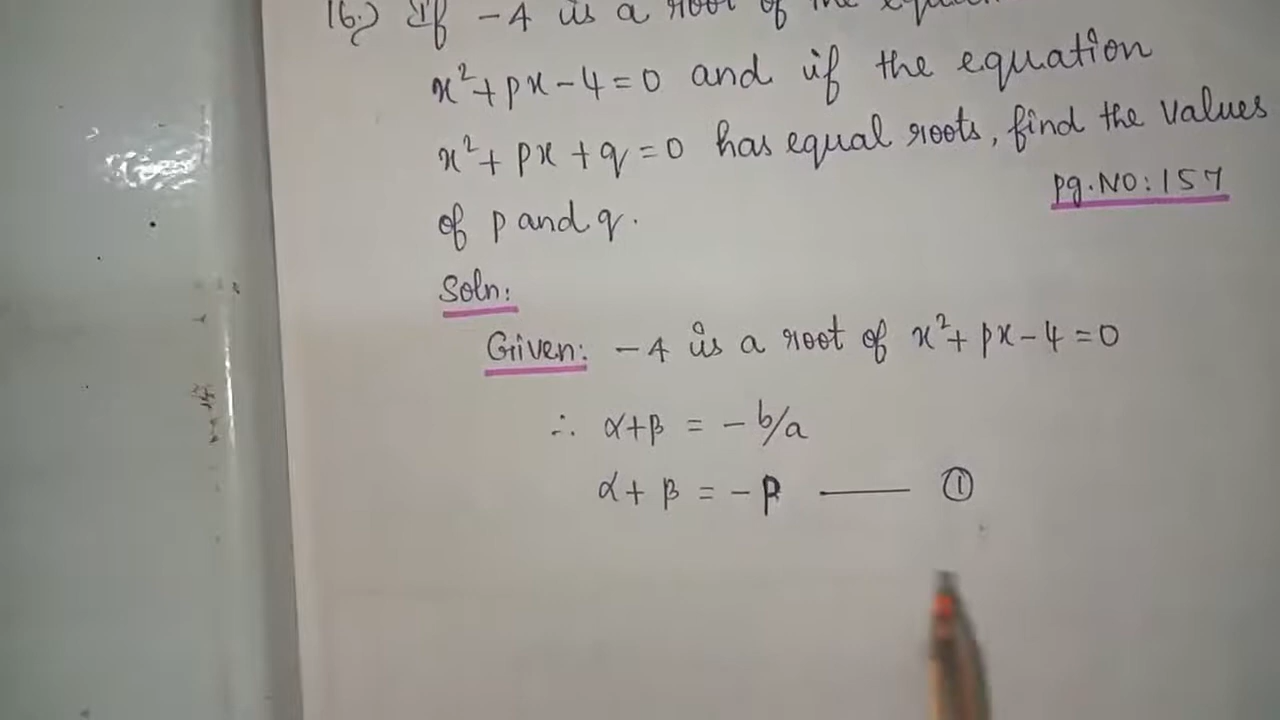 16.) If -4 is a root of the equation
x²+px-4=0 and if the equation
x²+px+q=0 has equal roots, find the values
pg.NO:157
of p and q.
Soln:
Given: -4 is a root of x²+px-4=0
∴ α+β = -b/a
α+β = -p —— ①